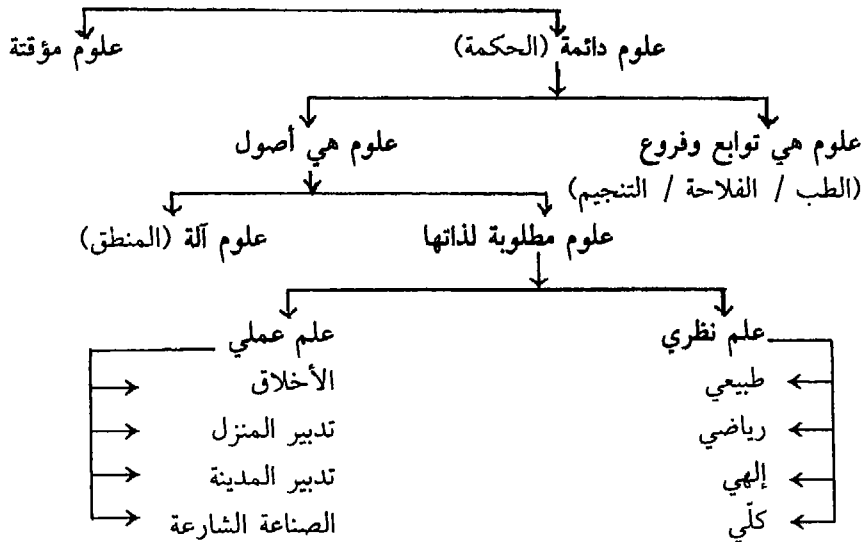 علوم دائمة (الحكمة)
علوم مؤقتة
علوم هي توابع وفروع
(الطب / الفلاحة / التنجيم)
علوم هي أصول
علوم مطلوبة لذاتها
علوم آلة (المنطق)
علم نظري
طبيعي
رياضي
إلهي
كلّي
علم عملي
الأخلاق
تدبير المنزل
تدبير المدينة
الصناعة الشارعة